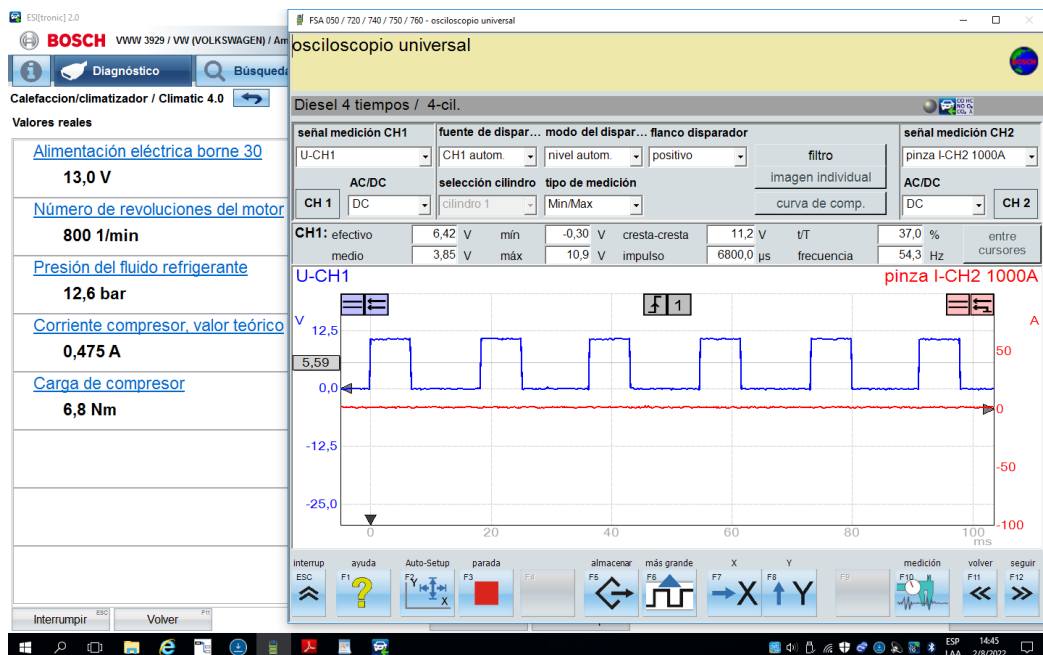 ESI[tronic] 2.0
BOSCH VWW 3929 / VW (VOLKSWAGEN) / Am
Diagnóstico
Búsqueda
Calefaccion/climatizador / Climatic 4.0
Valores reales
Alimentación eléctrica borne 30
13,0 V
Número de revoluciones del motor
800 1/min
Presión del fluido refrigerante
12,6 bar
Corriente compresor, valor teórico
0,475 A
Carga de compresor
6,8 Nm
Interrumpir ESC
Volver F11
FSA 050 / 720 / 740 / 750 / 760 - osciloscopio universal
osciloscopio universal
Diesel 4 tiempos / 4-cil.
señal medición CH1 fuente de dispar... modo del dispar... flanco disparador señal medición CH2
U-CH1 CH1 autom. nivel autom. positivo filtro pinza I-CH2 1000A
imagen individual
AC/DC selección cilindro tipo de medición AC/DC
CH 1 DC cilindro 1 Min/Max curva de comp. DC CH 2
CH1: efectivo 6,42 V mín -0,30 V cresta-cresta 11,2 V t/T 37,0 % entre cursores
medio 3,85 V máx 10,9 V impulso 6800,0 µs frecuencia 54,3 Hz
U-CH1 pinza I-CH2 1000A
1
V A
12,5
50
5,59
0,0
0
-12,5
-50
-25,0
-100
0 20 40 60 80 100
ms
interrup ayuda Auto-Setup parada almacenar más grande X Y medición volver seguir
ESC F1 F2 F3 F4 F5 F6 F7 F8 F9 F10 F11 F12
ESP 14:45
LAA 2/8/2022